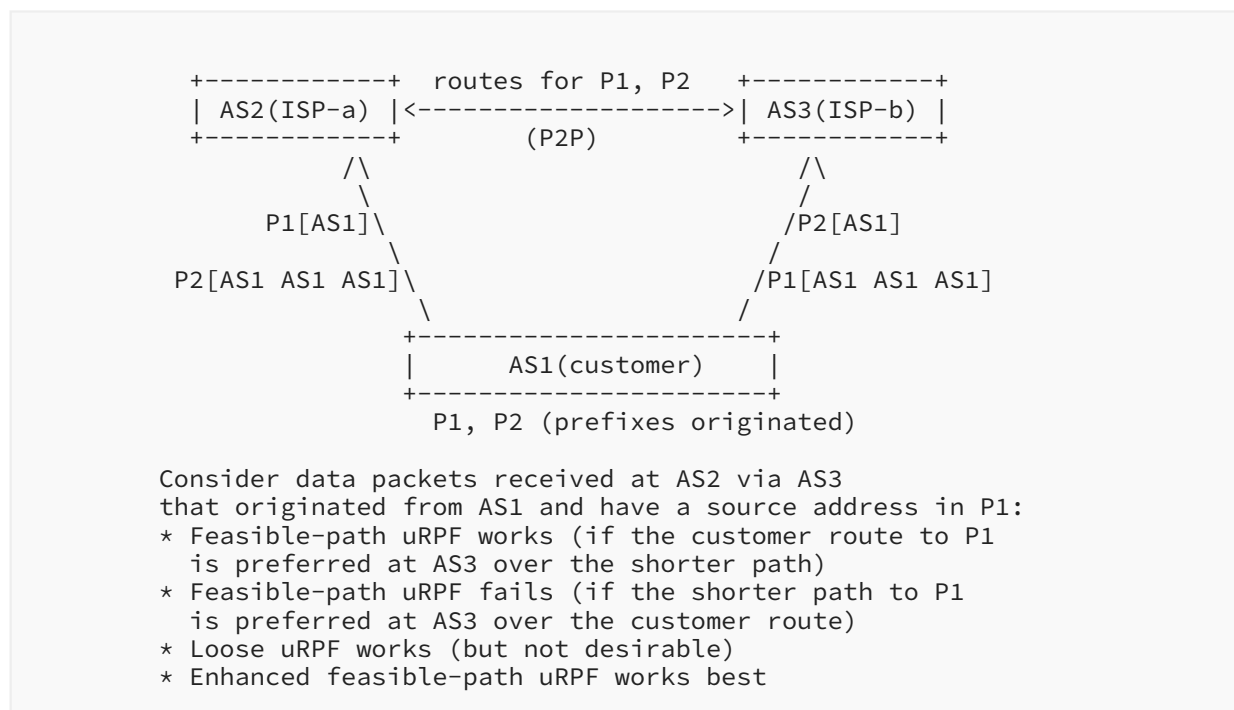 +------------+ routes for P1, P2 +------------+
| AS2(ISP-a) |<--------------------->| AS3(ISP-b) |
+------------+ (P2P) +------------+
/\ /\
\ /
P1[AS1]\ /P2[AS1]
\ /
P2[AS1 AS1 AS1]\ /P1[AS1 AS1 AS1]
\ /
+-----------------------+
| AS1(customer) |
+-----------------------+
P1, P2 (prefixes originated)
Consider data packets received at AS2 via AS3
that originated from AS1 and have a source address in P1:
* Feasible-path uRPF works (if the customer route to P1
is preferred at AS3 over the shorter path)
* Feasible-path uRPF fails (if the shorter path to P1
is preferred at AS3 over the customer route)
* Loose uRPF works (but not desirable)
* Enhanced feasible-path uRPF works best